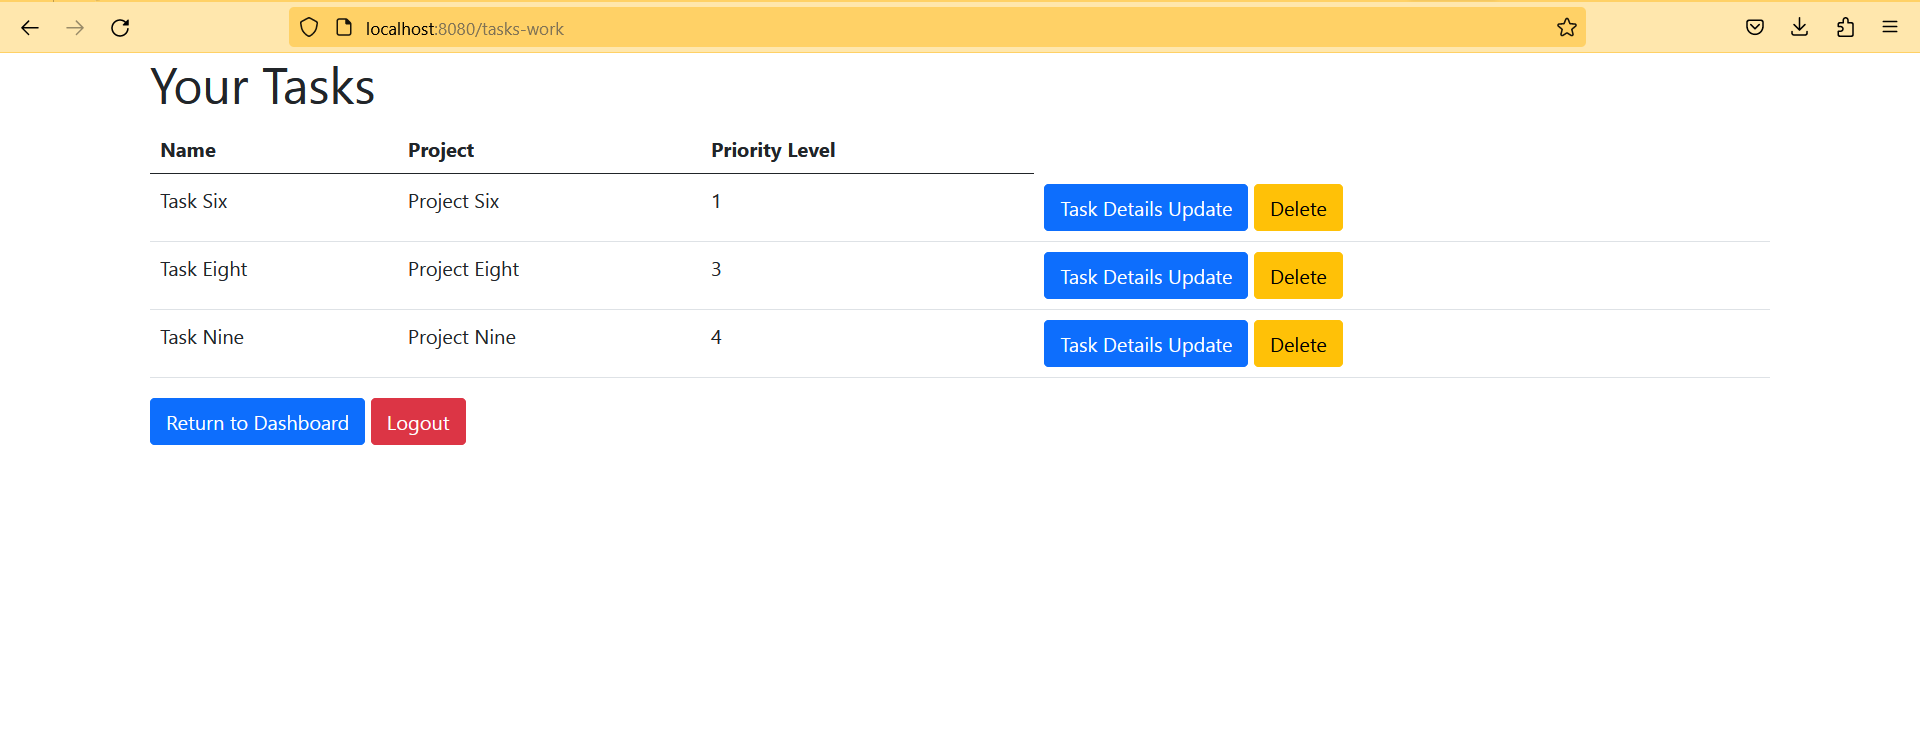 localhost:8080/tasks-work
Your Tasks
Name Project Priority Level
Task Six Project Six 1 Task Details Update Delete
Task Eight Project Eight 3 Task Details Update Delete
Task Nine Project Nine 4 Task Details Update Delete
Return to Dashboard Logout